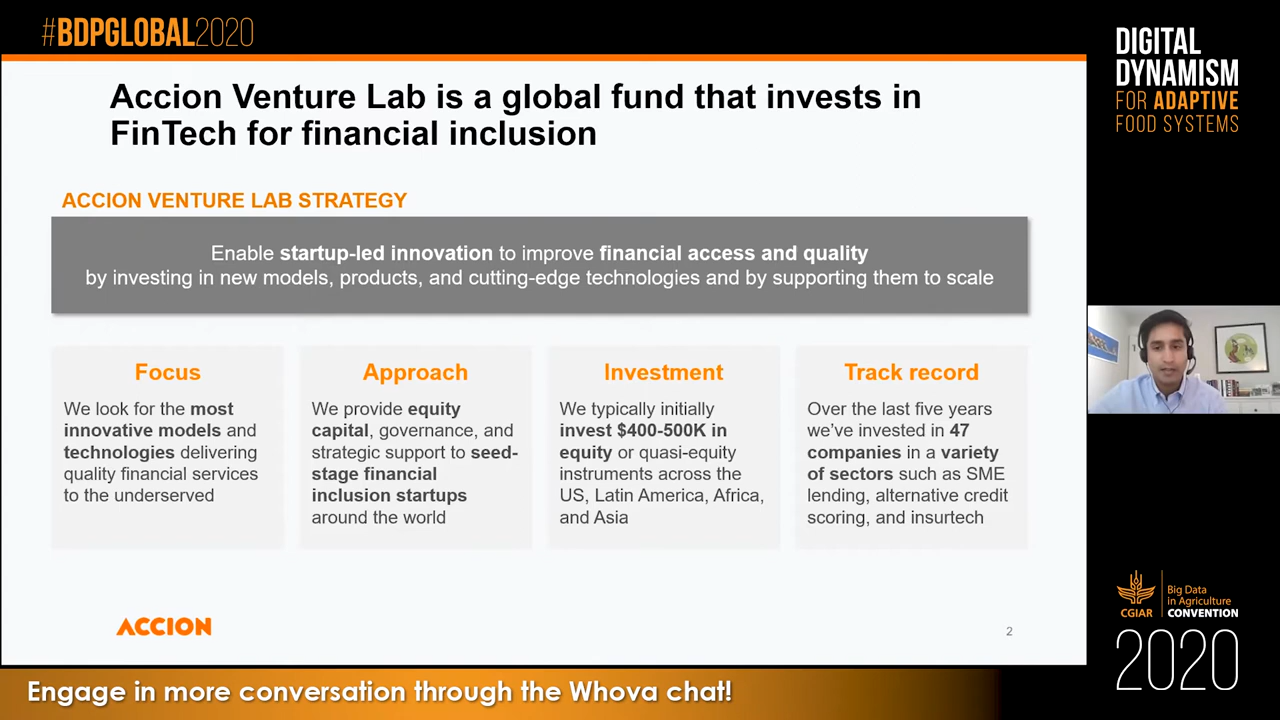 #BDPGLOBAL2020
DIGITAL
DYNAMISM
FOR ADAPTIVE
FOOD SYSTEMS
Accion Venture Lab is a global fund that invests in
FinTech for financial inclusion
ACCION VENTURE LAB STRATEGY
Enable startup-led innovation to improve financial access and quality
by investing in new models, products, and cutting-edge technologies and by supporting them to scale
Focus
We look for the most
innovative models and
technologies delivering
quality financial services
to the underserved
Approach
We provide equity
capital, governance, and
strategic support to seed-
stage financial
inclusion startups
around the world
Investment
We typically initially
invest $400-500K in
equity or quasi-equity
instruments across the
US, Latin America, Africa,
and Asia
Track record
Over the last five years
we've invested in 47
companies in a variety
of sectors such as SME
lending, alternative credit
scoring, and insurtech
ACCION
2
CGIAR
Big Data
in Agriculture
CONVENTION
2020
Engage in more conversation through the Whova chat!